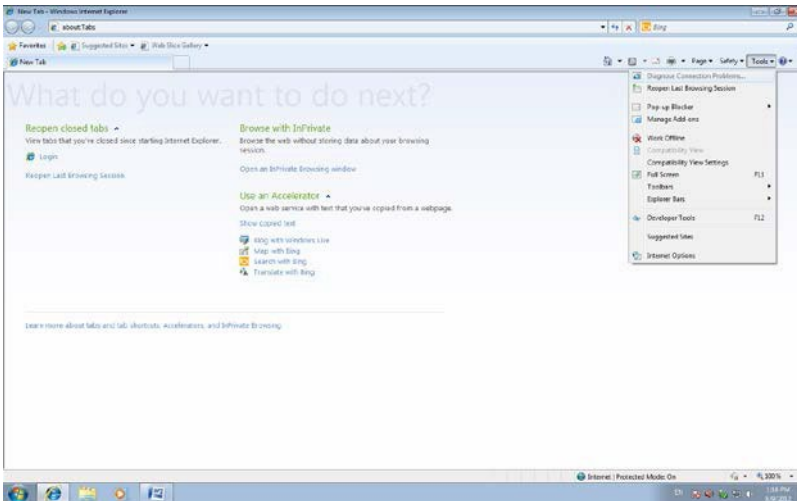 New Tab - Windows Internet Explorer
about:Tabs
Bing
Favorites Suggested Sites Web Slice Gallery
New Tab
Page Safety Tools
What do you want to do next?
Reopen closed tabs
View tabs that you've closed since starting Internet Explorer.
Login
Reopen Last Browsing Session
Browse with InPrivate
Browse the web without storing data about your browsing
session.
Open an InPrivate Browsing window
Use an Accelerator
Open a web service with text that you've copied from a webpage.
Show copied text
Blog with Windows Live
Map with Bing
Search with Bing
Translate with Bing
Learn more about tabs and tab shortcuts, Accelerators, and InPrivate Browsing.
Diagnose Connection Problems...
Reopen Last Browsing Session
Pop-up Blocker
Manage Add-ons
Work Offline
Compatibility View
Compatibility View Settings
Full Screen F11
Toolbars
Explorer Bars
Developer Tools F12
Suggested Sites
Internet Options
Internet | Protected Mode: On
100%
EN
1:34 PM